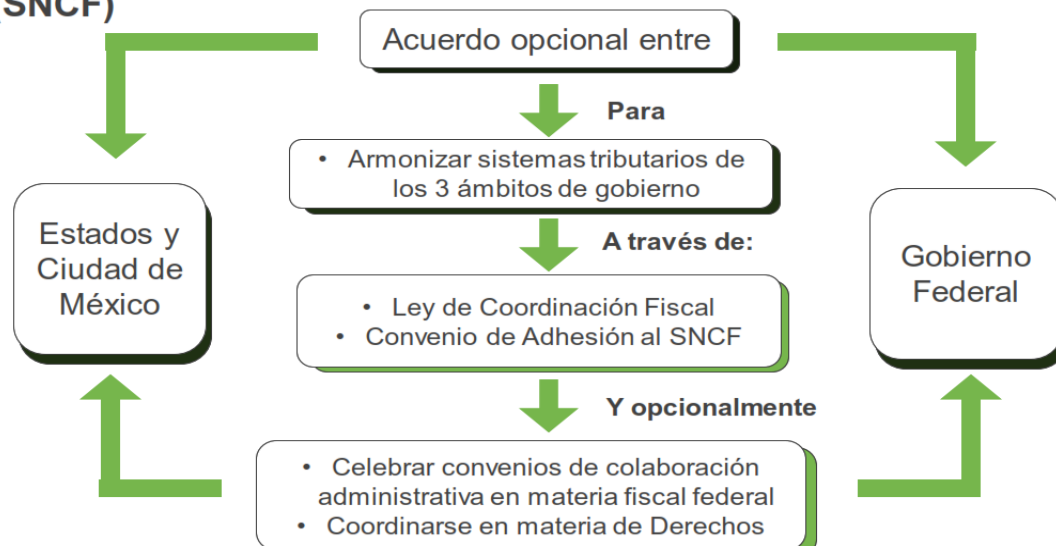 (SNCF)
Acuerdo opcional entre
Para
• Armonizar sistemas tributarios de
los 3 ámbitos de gobierno
A través de:
Estados y
Ciudad de
México
Gobierno
Federal
• Ley de Coordinación Fiscal
• Convenio de Adhesión al SNCF
Y opcionalmente
• Celebrar convenios de colaboración
administrativa en materia fiscal federal
• Coordinarse en materia de Derechos